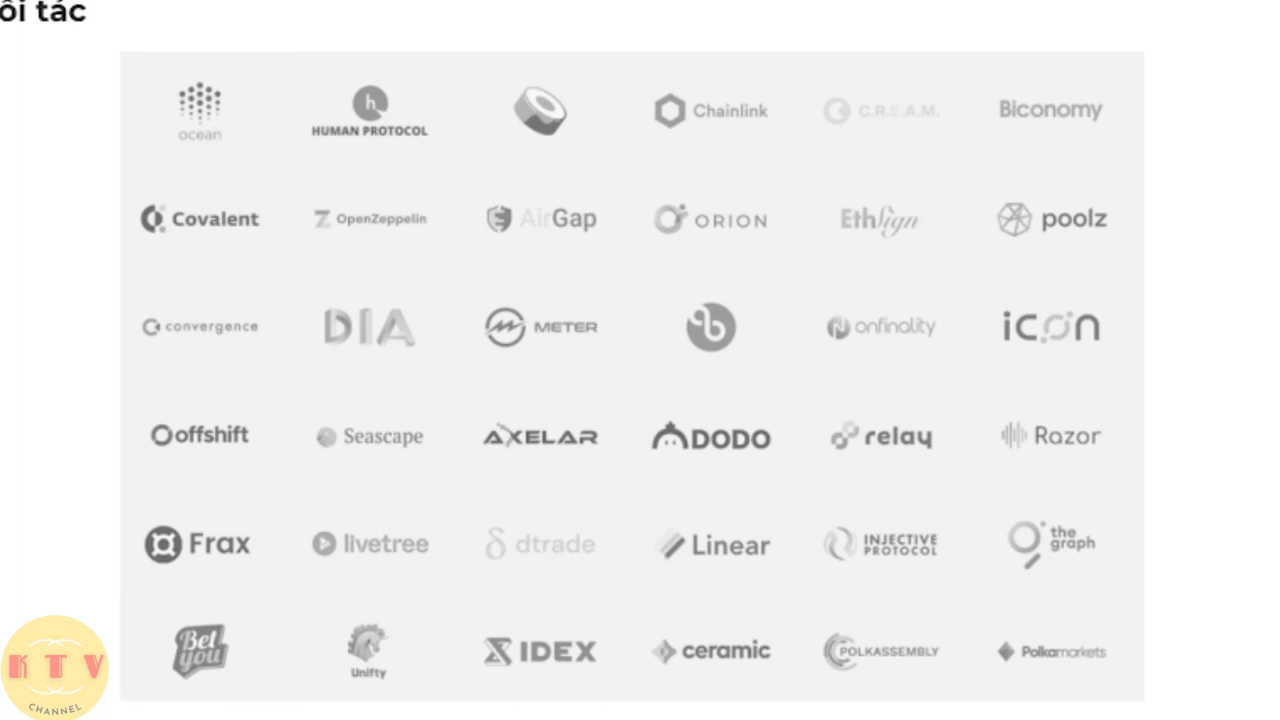 ôi tác
ocean
h
HUMAN PROTOCOL
Chainlink
C.R.E.A.M.
Biconomy
Covalent
OpenZeppelin
AirGap
ORION
EthSign
poolz
convergence
DIA
METER
b
onfinality
icon
offshift
Seascape
AXELAR
DODO
relay
Razor
Frax
livetree
dtrade
Linear
INJECTIVE
PROTOCOL
the
graph
Bet
you
Unifty
IDEX
ceramic
POLKASSEMBLY
Polkamarkets
KTV
CHANNEL